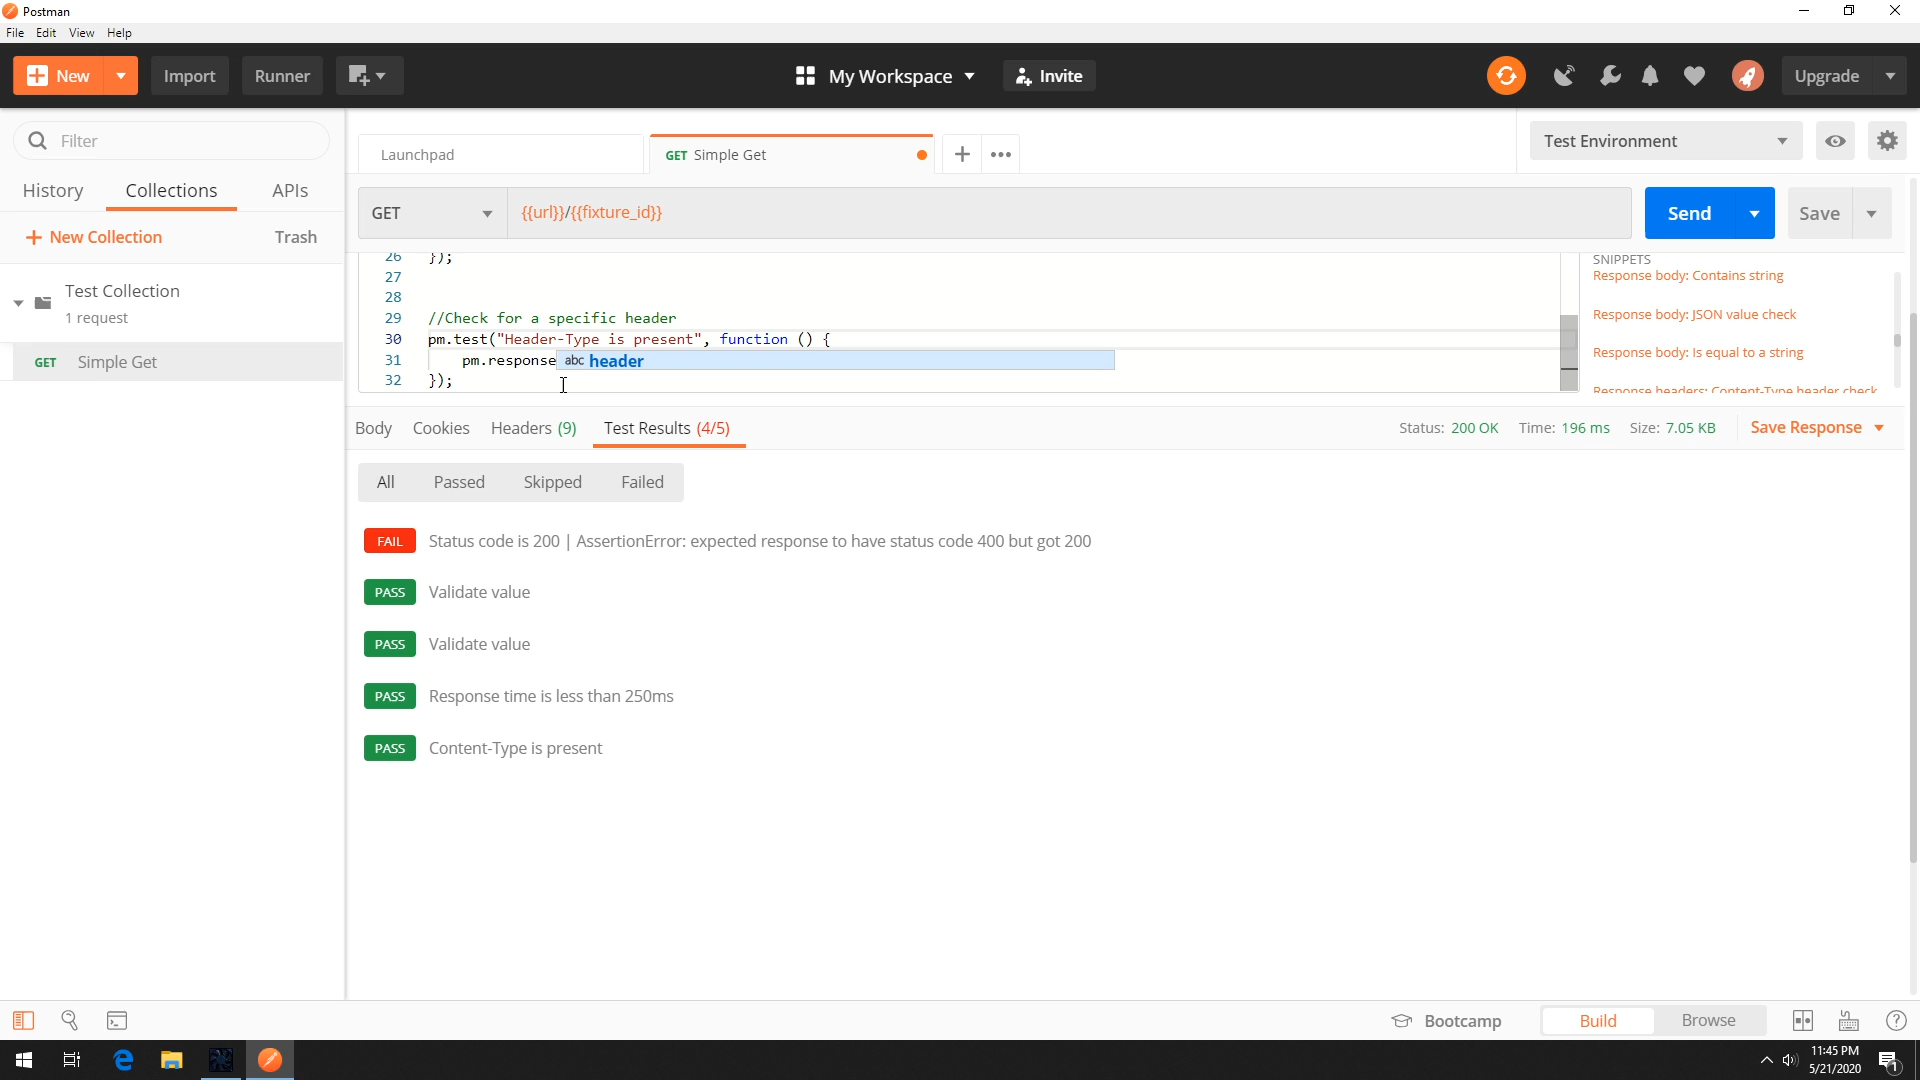 Postman
File Edit View Help
New Import Runner My Workspace Invite Upgrade
Filter
History Collections APIs
New Collection Trash
Test Collection
1 request
GET Simple Get
Launchpad GET Simple Get
Test Environment
GET {{url}}/{{fixture_id}} Send Save
26 });
27
28
29 //Check for a specific header
30 pm.test("Header-Type is present", function () {
31 pm.response abc header
32 });
SNIPPETS
Response body: Contains string
Response body: JSON value check
Response body: Is equal to a string
Response headers: Content-Type header check
Body Cookies Headers (9) Test Results (4/5)
Status: 200 OK Time: 196 ms Size: 7.05 KB Save Response
All Passed Skipped Failed
FAIL Status code is 200 | AssertionError: expected response to have status code 400 but got 200
PASS Validate value
PASS Validate value
PASS Response time is less than 250ms
PASS Content-Type is present
Bootcamp Build Browse
11:45 PM
5/21/2020
1